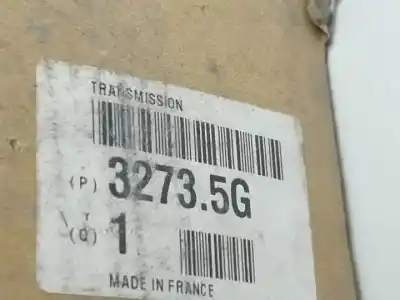 TRANSMISSION
(P) 3273.5G
T
(Q) 1
MADE IN FRANCE